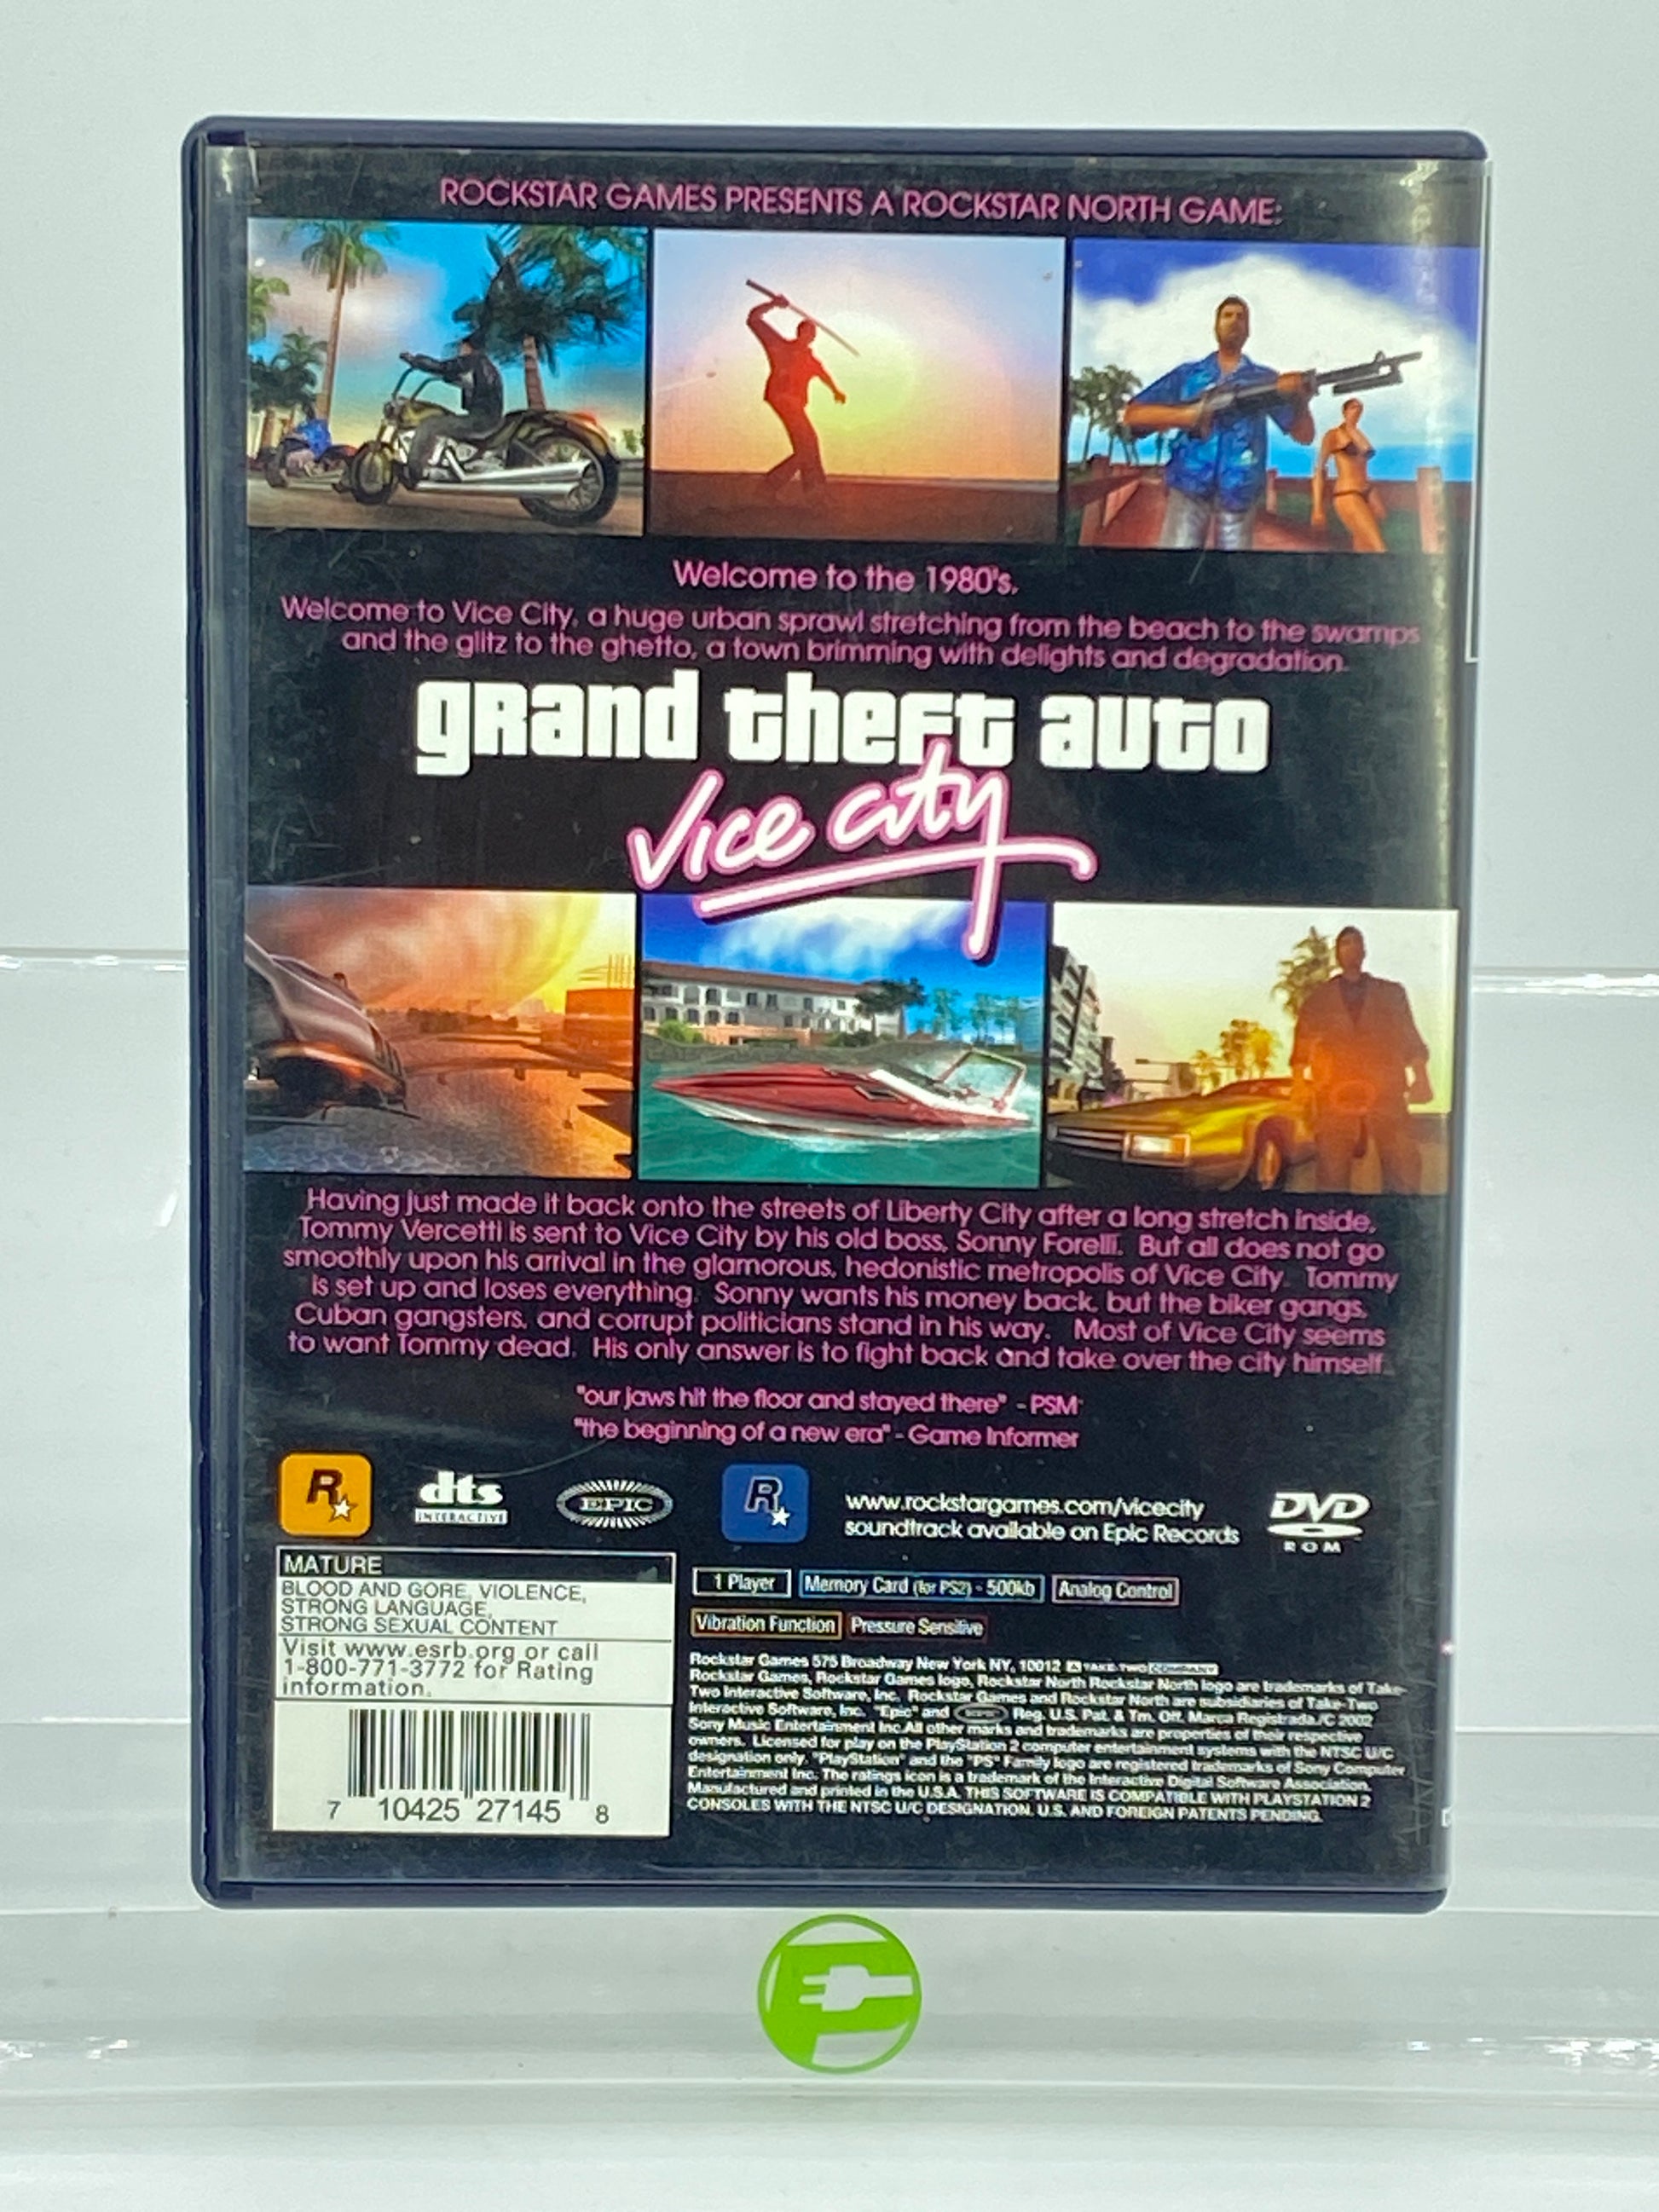 ROCKSTAR GAMES PRESENTS A ROCKSTAR NORTH GAME:
Welcome to the 1980's.
Welcome to Vice City, a huge urban sprawl stretching from the beach to the swamps
and the glitz to the ghetto, a town brimming with delights and degradation.
grand theft auto
Vice City
Having just made it back onto the streets of Liberty City after a long stretch inside,
Tommy Vercetti is sent to Vice City by his old boss, Sonny Forelli. But all does not go
smoothly upon his arrival in the glamorous, hedonistic metropolis of Vice City. Tommy
is set up and loses everything. Sonny wants his money back, but the biker gangs,
Cuban gangsters, and corrupt politicians stand in his way. Most of Vice City seems
to want Tommy dead. His only answer is to fight back and take over the city himself.
"our jaws hit the floor and stayed there" - PSM
"the beginning of a new era" - Game Informer
R
dts
INTERACTIVE
EPIC
R
www.rockstargames.com/vicecity
soundtrack available on Epic Records
DVD
ROM
MATURE
BLOOD AND GORE, VIOLENCE,
STRONG LANGUAGE,
STRONG SEXUAL CONTENT
Visit www.esrb.org or call
1-800-771-3772 for Rating
information.
7 10425 27145 8
1 Player
Memory Card (for PS2) - 500kb
Analog Control
Vibration Function
Pressure Sensitive
Rockstar Games 575 Broadway New York NY, 10012 A TAKE-TWO COMPANY
Rockstar Games, Rockstar Games logo, Rockstar North Rockstar North logo are trademarks of Take-
Two Interactive Software, Inc. Rockstar Games and Rockstar North are subsidiaries of Take-Two
Interactive Software, Inc. "Epic" and EPIC Reg. U.S. Pat. & Tm. Off. Marca Registrada./C 2002
Sony Music Entertainment Inc.All other marks and trademarks are properties of their respective
owners. Licensed for play on the PlayStation 2 computer entertainment systems with the NTSC U/C
designation only. "PlayStation" and the "PS" Family logo are registered trademarks of Sony Computer
Entertainment Inc. The ratings icon is a trademark of the Interactive Digital Software Association.
Manufactured and printed in the U.S.A. THIS SOFTWARE IS COMPATIBLE WITH PLAYSTATION 2
CONSOLES WITH THE NTSC U/C DESIGNATION. U.S. AND FOREIGN PATENTS PENDING.